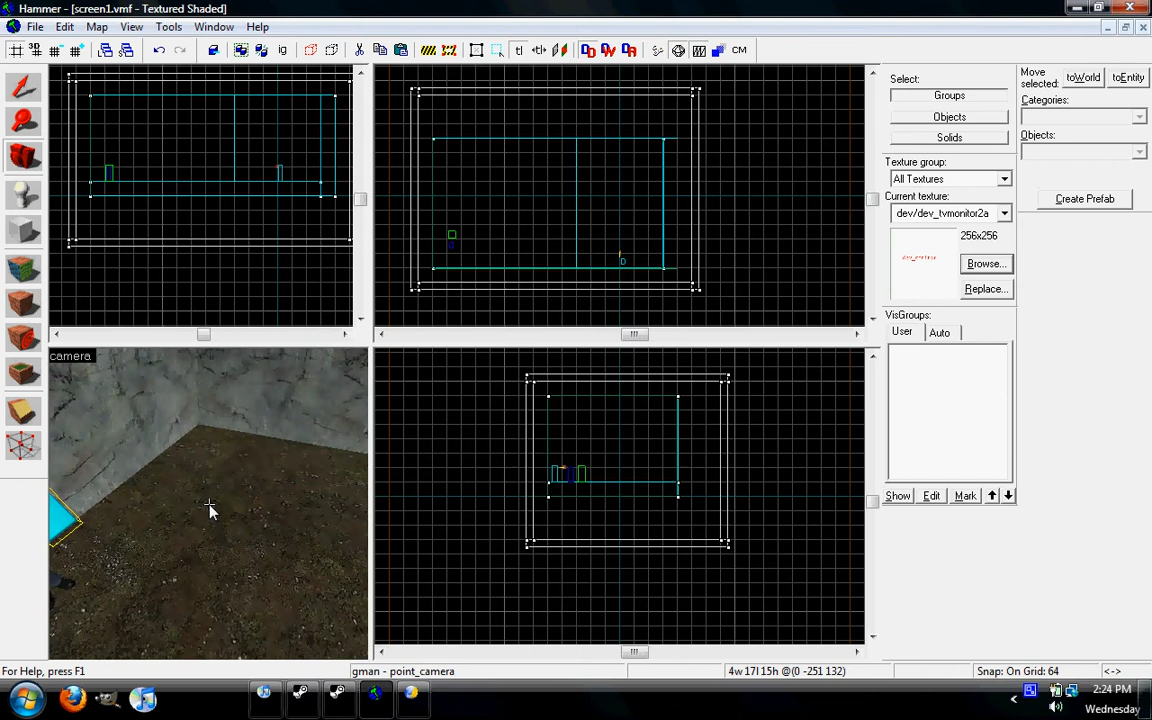 Hammer - [screen1.vmf - Textured Shaded]
File Edit Map View Tools Window Help
3D
ig
tl
CM
Select:
Groups
Objects
Solids
Texture group:
All Textures
Current texture:
dev/dev_tvmonitor2a
256x256
Browse...
Replace...
VisGroups:
User Auto
Show Edit Mark
Move selected:
toWorld toEntity
Categories:
Objects:
Create Prefab
camera
For Help, press F1
gman - point_camera
4w 17l 15h @(0 -251 132)
Snap: On Grid: 64
<->
2:24 PM
Wednesday